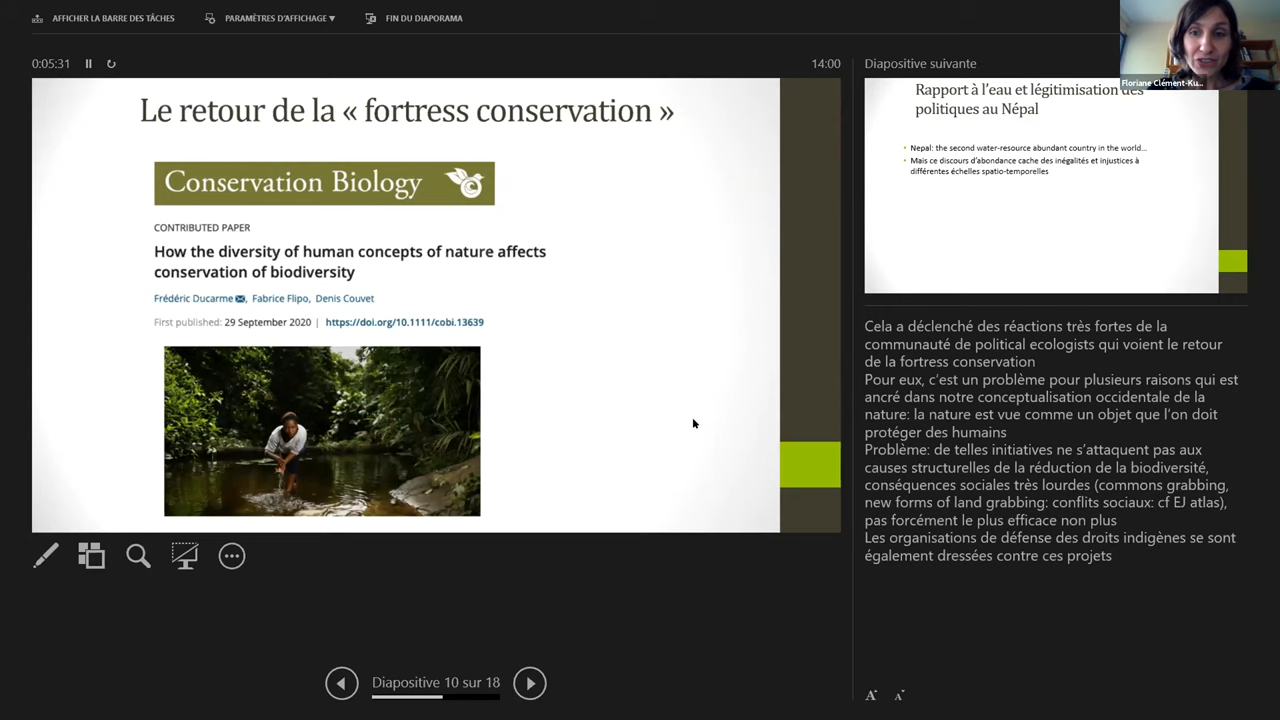 AFFICHER LA BARRE DES TÂCHES
PARAMÈTRES D'AFFICHAGE ▼
FIN DU DIAPORAMA
0:05:31
14:00
Le retour de la « fortress conservation »
Conservation Biology
CONTRIBUTED PAPER
How the diversity of human concepts of nature affects
conservation of biodiversity
Frédéric Ducarme, Fabrice Flipo, Denis Couvet
First published: 29 September 2020 | https://doi.org/10.1111/cobi.13639
Diapositive 10 sur 18
Diapositive suivante
Floriane Clément-Ku...
Rapport à l'eau et légitimisation des
politiques au Népal
• Nepal: the second water-resource abundant country in the world…
• Mais ce discours d'abondance cache des inégalités et injustices à
différentes échelles spatio-temporelles
Cela a déclenché des réactions très fortes de la
communauté de political ecologists qui voient le retour
de la fortress conservation
Pour eux, c'est un problème pour plusieurs raisons qui est
ancré dans notre conceptualisation occidentale de la
nature: la nature est vue comme un objet que l'on doit
protéger des humains
Problème: de telles initiatives ne s'attaquent pas aux
causes structurelles de la réduction de la biodiversité,
conséquences sociales très lourdes (commons grabbing,
new forms of land grabbing: conflits sociaux: cf EJ atlas),
pas forcément le plus efficace non plus
Les organisations de défense des droits indigènes se sont
également dressées contre ces projets
A A